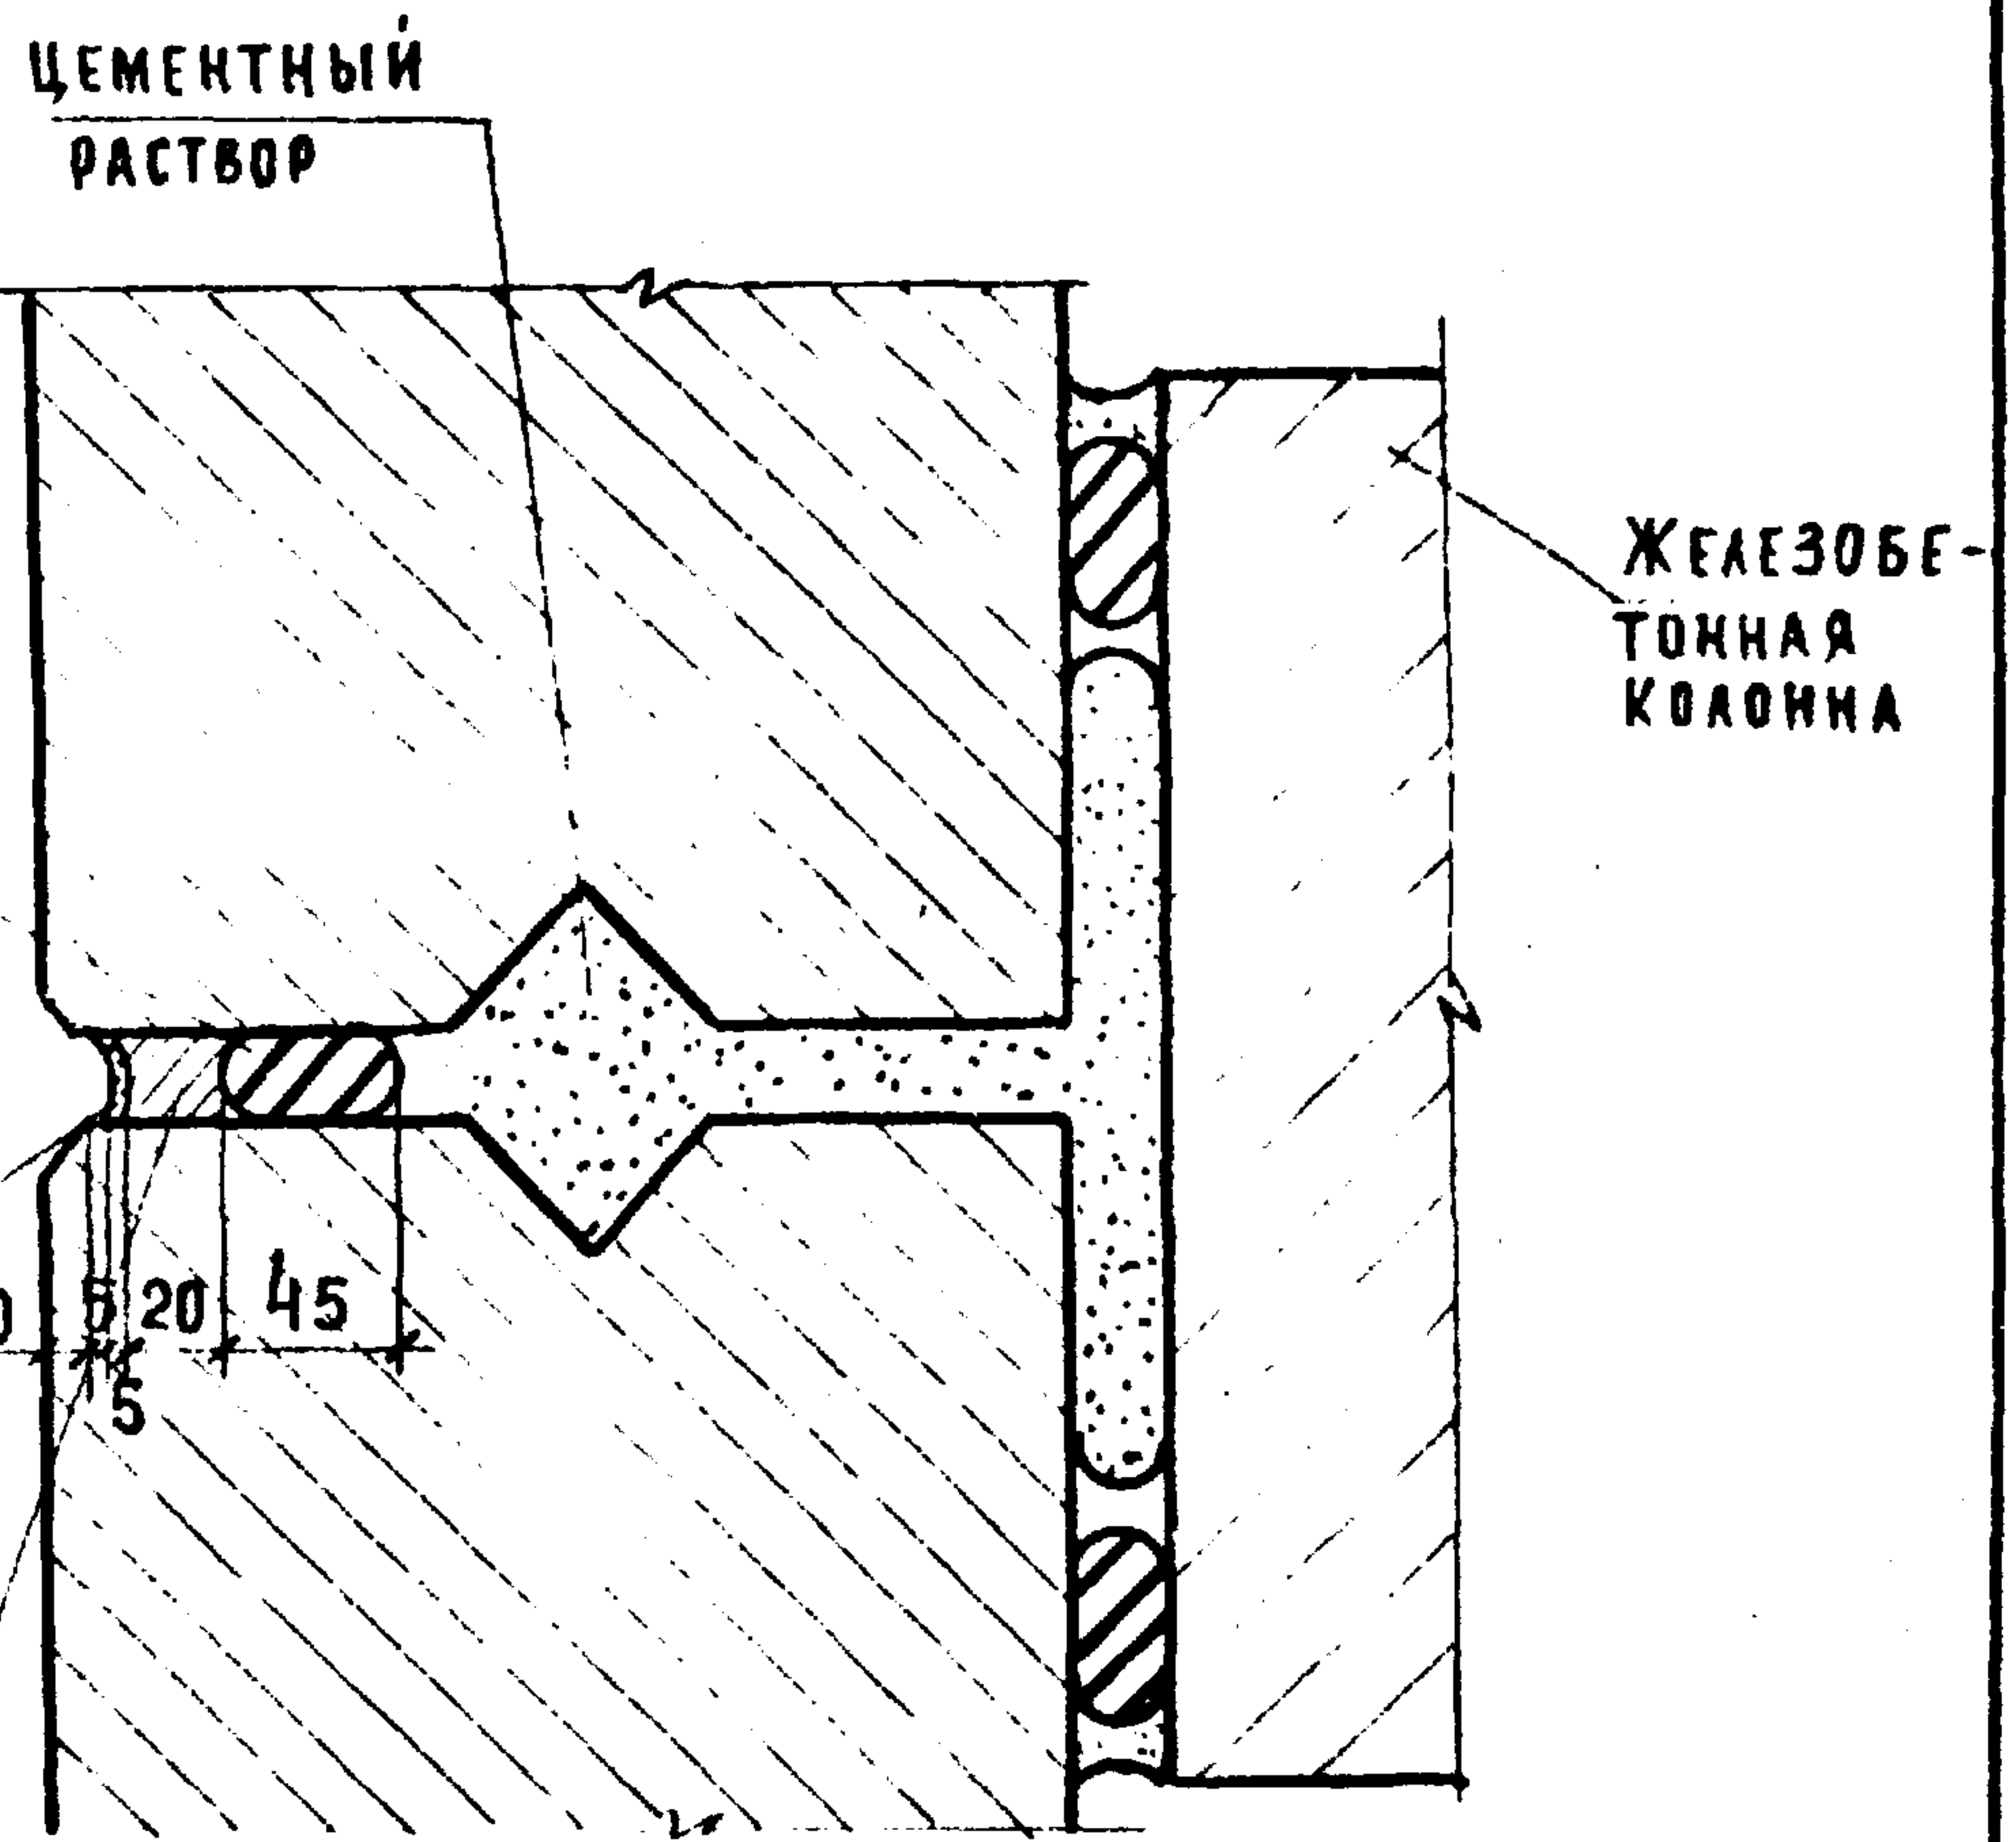 ЦЕМЕНТНЫЙ
РАСТВОР
ЖЕЛЕЗОБЕ-
ТОННАЯ
КОЛОННА
5 20 45
5